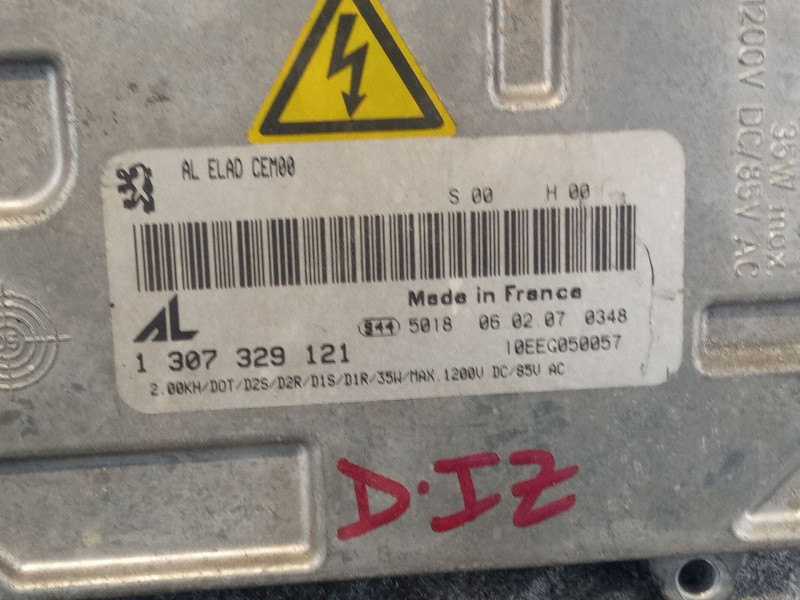 AL ELAD CEM00
S 00 H 00
Made in France
AL
944 5018 06 02 07 0348
1 307 329 121
10EEG050057
2.00KH/DOT/D2S/D2R/D1S/D1R/35W/MAX.1200V DC/85V AC
D.IZ
1200V DC/85V AC
35W max.